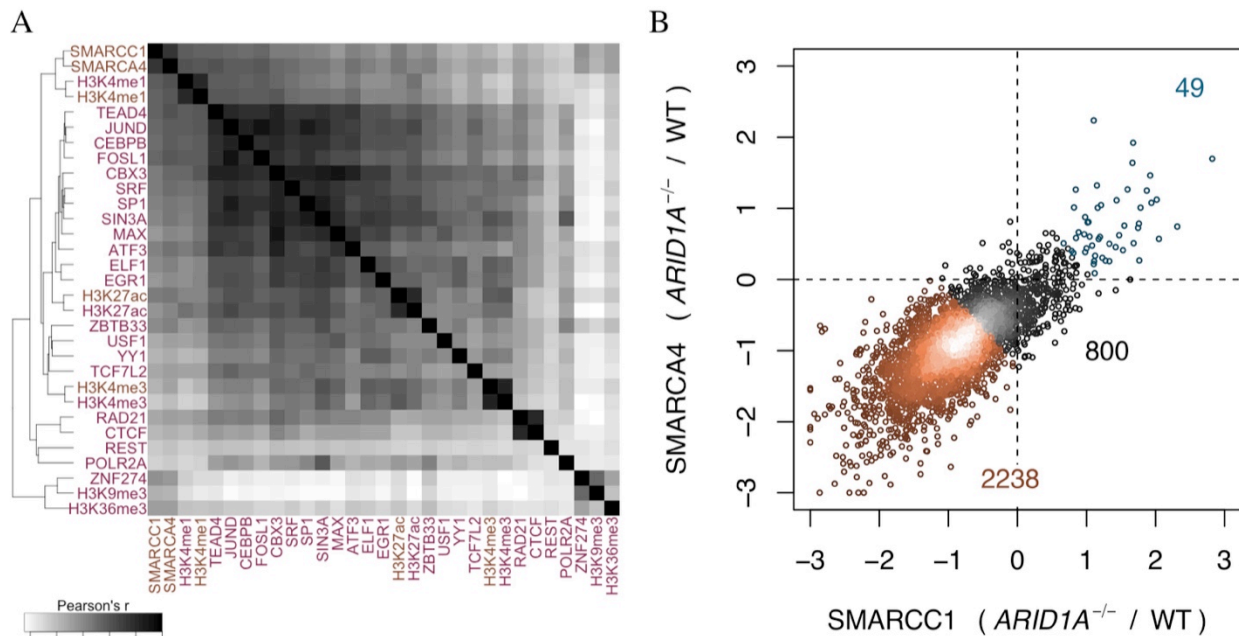 A
SMARCC1
SMARCA4
H3K4me1
H3K4me1
TEAD4
JUND
CEBPB
FOSL1
CBX3
SRF
SP1
SIN3A
MAX
ATF3
ELF1
EGR1
H3K27ac
H3K27ac
ZBTB33
USF1
YY1
TCF7L2
H3K4me3
H3K4me3
RAD21
CTCF
REST
POLR2A
ZNF274
H3K9me3
H3K36me3
SMARCC1
SMARCA4
H3K4me1
H3K4me1
TEAD4
JUND
CEBPB
FOSL1
CBX3
SRF
SP1
SIN3A
MAX
ATF3
ELF1
EGR1
H3K27ac
H3K27ac
ZBTB33
USF1
YY1
TCF7L2
H3K4me3
H3K4me3
RAD21
CTCF
REST
POLR2A
ZNF274
H3K9me3
H3K36me3
Pearson's r
B
SMARCA4 ( ARID1A−/− / WT )
3
2
1
0
−1
−2
−3
49
800
2238
−3 −2 −1 0 1 2 3
SMARCC1 ( ARID1A−/− / WT )